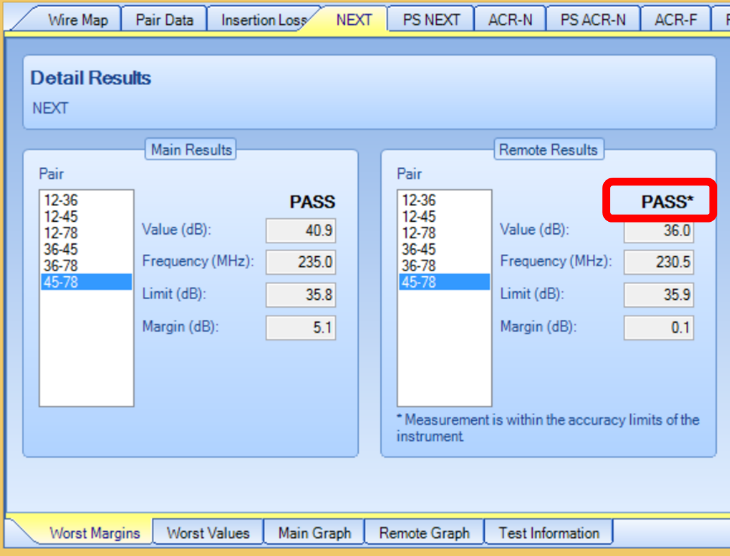 Wire Map Pair Data Insertion Loss NEXT PS NEXT ACR-N PS ACR-N ACR-F
Detail Results
NEXT
Main Results
Pair
12-36
12-45
12-78
36-45
36-78
45-78
PASS
Value (dB): 40.9
Frequency (MHz): 235.0
Limit (dB): 35.8
Margin (dB): 5.1
Remote Results
Pair
12-36
12-45
12-78
36-45
36-78
45-78
PASS*
Value (dB): 36.0
Frequency (MHz): 230.5
Limit (dB): 35.9
Margin (dB): 0.1
* Measurement is within the accuracy limits of the
instrument.
Worst Margins Worst Values Main Graph Remote Graph Test Information